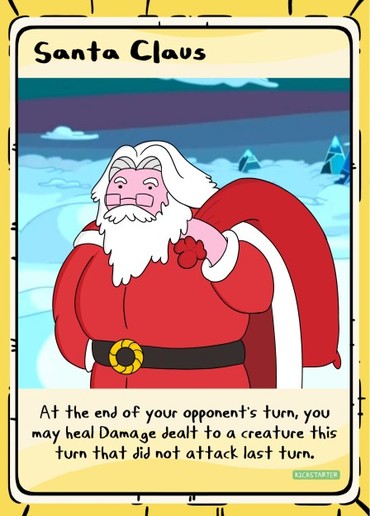 Santa Claus
At the end of your opponent's turn, you
may heal Damage dealt to a creature this
turn that did not attack last turn.
KICKSTARTER